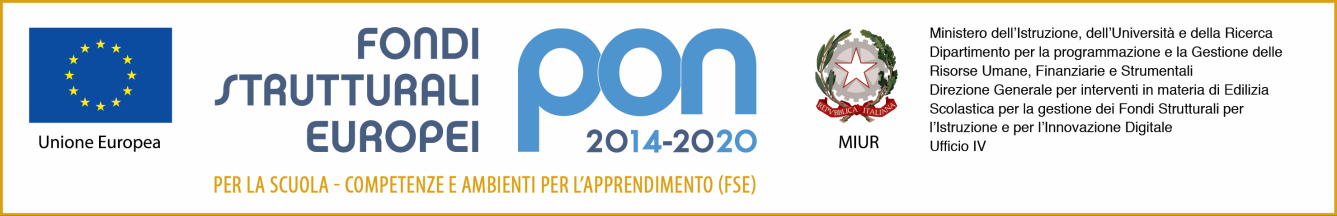 Unione Europea
FONDI
STRUTTURALI
EUROPEI
pon
2014-2020
PER LA SCUOLA - COMPETENZE E AMBIENTI PER L'APPRENDIMENTO (FSE)
REPVBBLICA ITALIANA
MIUR
Ministero dell'Istruzione, dell'Università e della Ricerca
Dipartimento per la programmazione e la Gestione delle
Risorse Umane, Finanziarie e Strumentali
Direzione Generale per interventi in materia di Edilizia
Scolastica per la gestione dei Fondi Strutturali per
l'Istruzione e per l'Innovazione Digitale
Ufficio IV